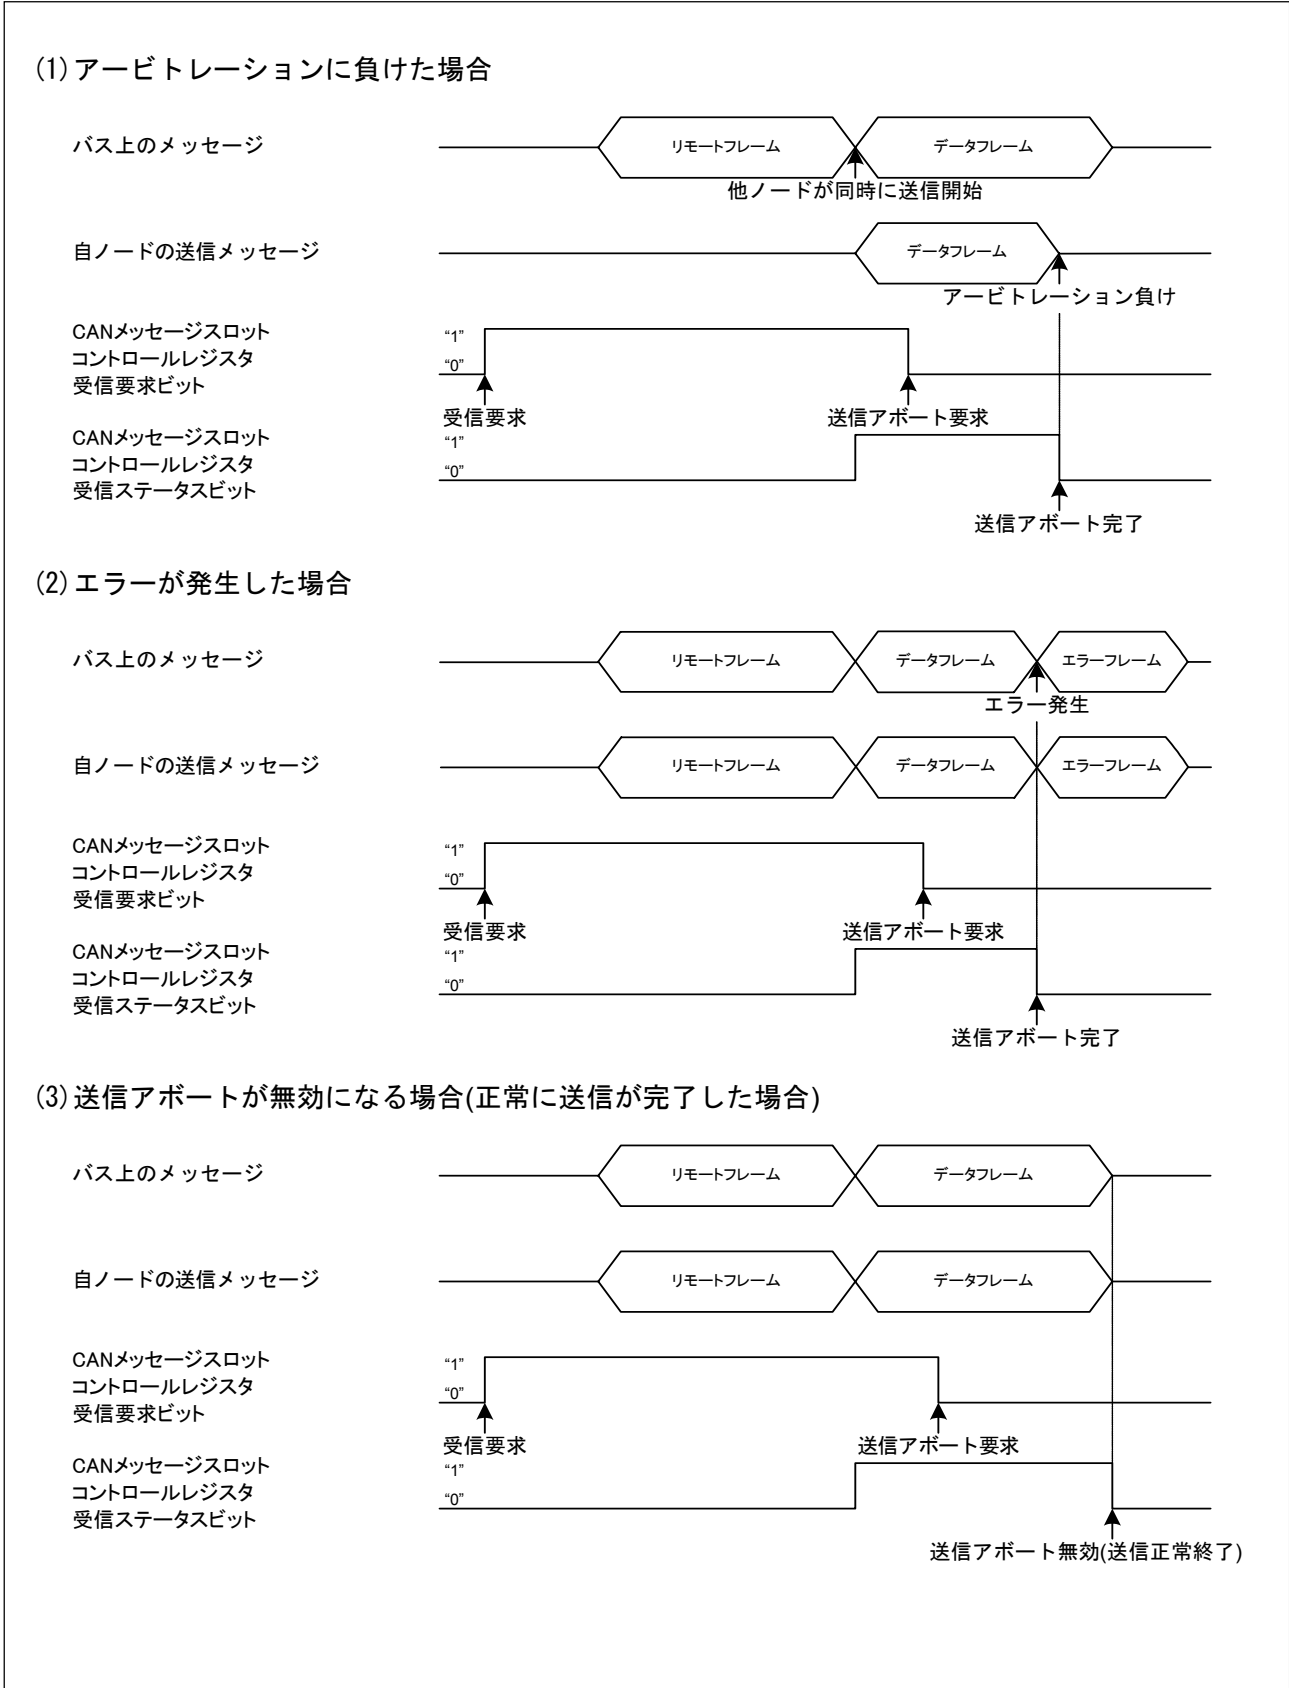 (1)アービトレーションに負けた場合
バス上のメッセージ
リモートフレーム
データフレーム
他ノードが同時に送信開始
自ノードの送信メッセージ
データフレーム
アービトレーション負け
CANメッセージスロット
コントロールレジスタ
受信要求ビット
“1”
“0”
受信要求
送信アボート要求
CANメッセージスロット
コントロールレジスタ
受信ステータスビット
“1”
“0”
送信アボート完了
(2)エラーが発生した場合
バス上のメッセージ
リモートフレーム
データフレーム
エラーフレーム
エラー発生
自ノードの送信メッセージ
リモートフレーム
データフレーム
エラーフレーム
CANメッセージスロット
コントロールレジスタ
受信要求ビット
“1”
“0”
受信要求
送信アボート要求
CANメッセージスロット
コントロールレジスタ
受信ステータスビット
“1”
“0”
送信アボート完了
(3)送信アボートが無効になる場合(正常に送信が完了した場合)
バス上のメッセージ
リモートフレーム
データフレーム
自ノードの送信メッセージ
リモートフレーム
データフレーム
CANメッセージスロット
コントロールレジスタ
受信要求ビット
“1”
“0”
受信要求
送信アボート要求
CANメッセージスロット
コントロールレジスタ
受信ステータスビット
“1”
“0”
送信アボート無効(送信正常終了)